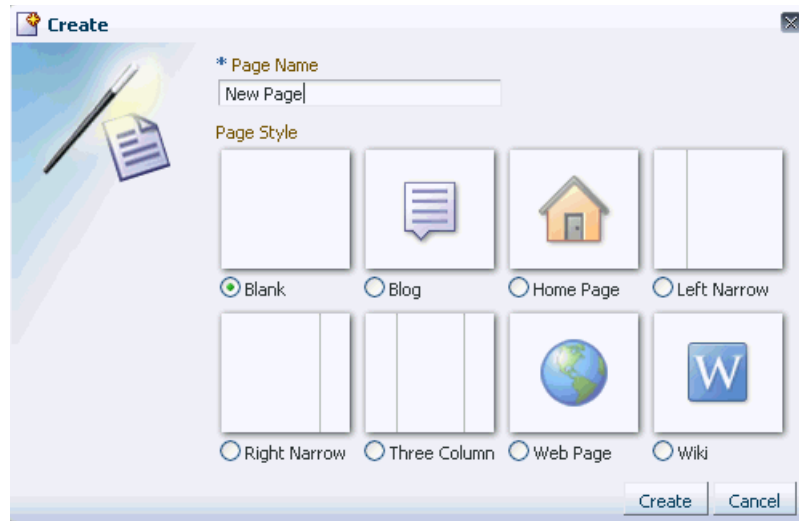 Create
* Page Name
New Page
Page Style
Blank
Blog
Home Page
Left Narrow
Right Narrow
Three Column
Web Page
W
Wiki
Create
Cancel